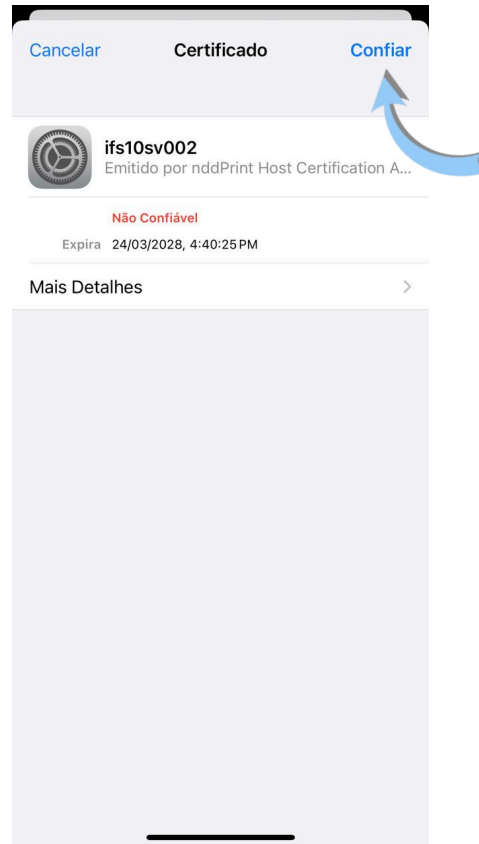 Cancelar Certificado Confiar
ifs10sv002
Emitido por nddPrint Host Certification A...
Não Confiável
Expira 24/03/2028, 4:40:25 PM
Mais Detalhes